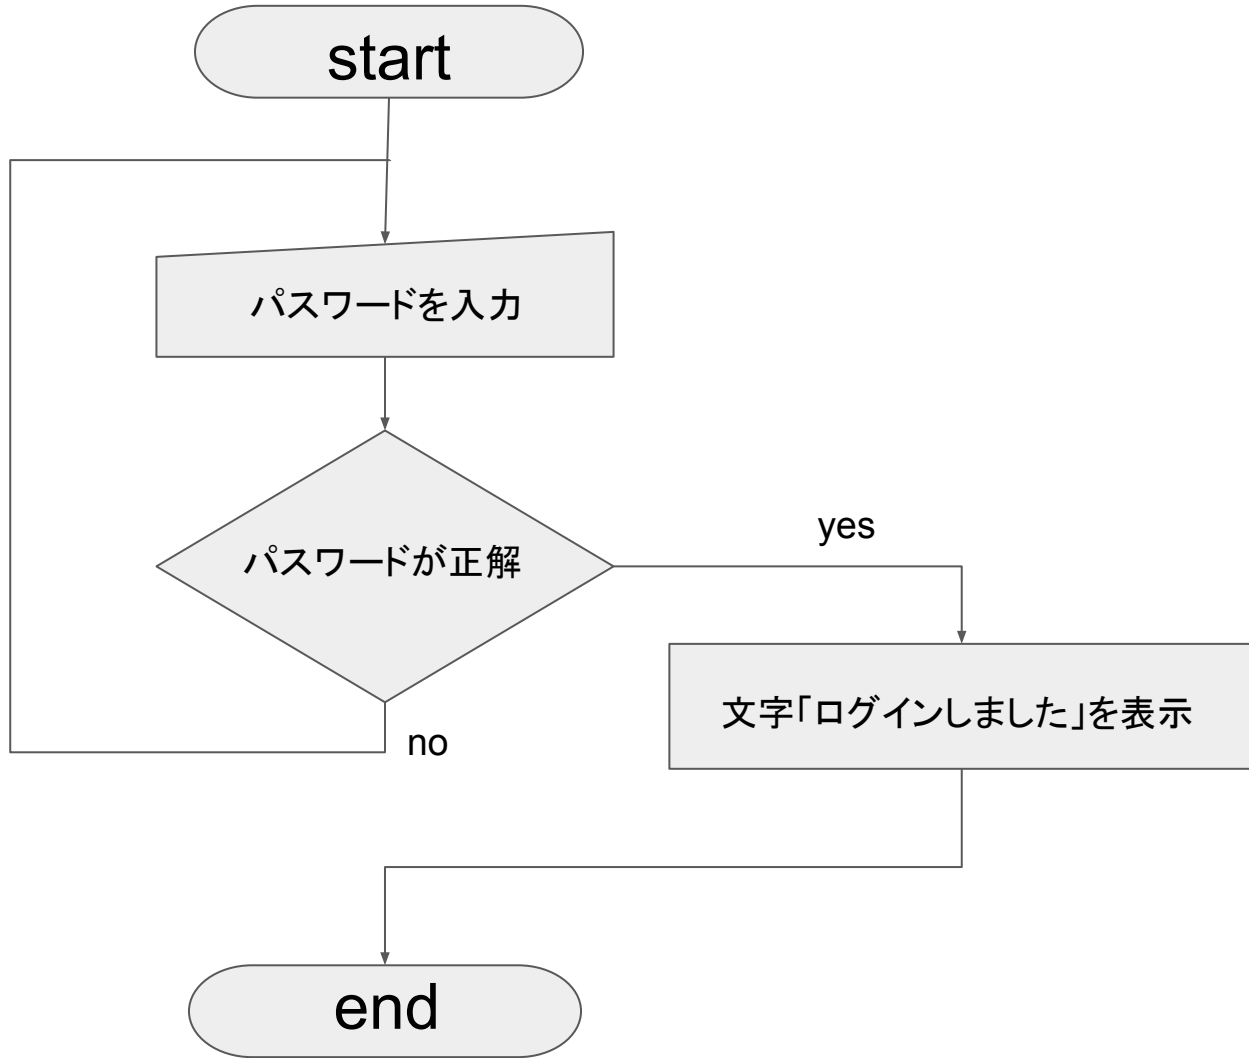 start
パスワードを入力
パスワードが正解
yes
no
文字「ログインしました」を表示
end